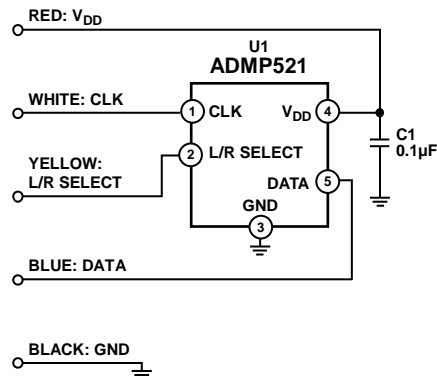 RED: VDD
U1
ADMP521
WHITE: CLK
1 CLK
VDD 4
C1
0.1µF
YELLOW:
L/R SELECT
2 L/R SELECT
DATA 5
GND
3
BLUE: DATA
BLACK: GND